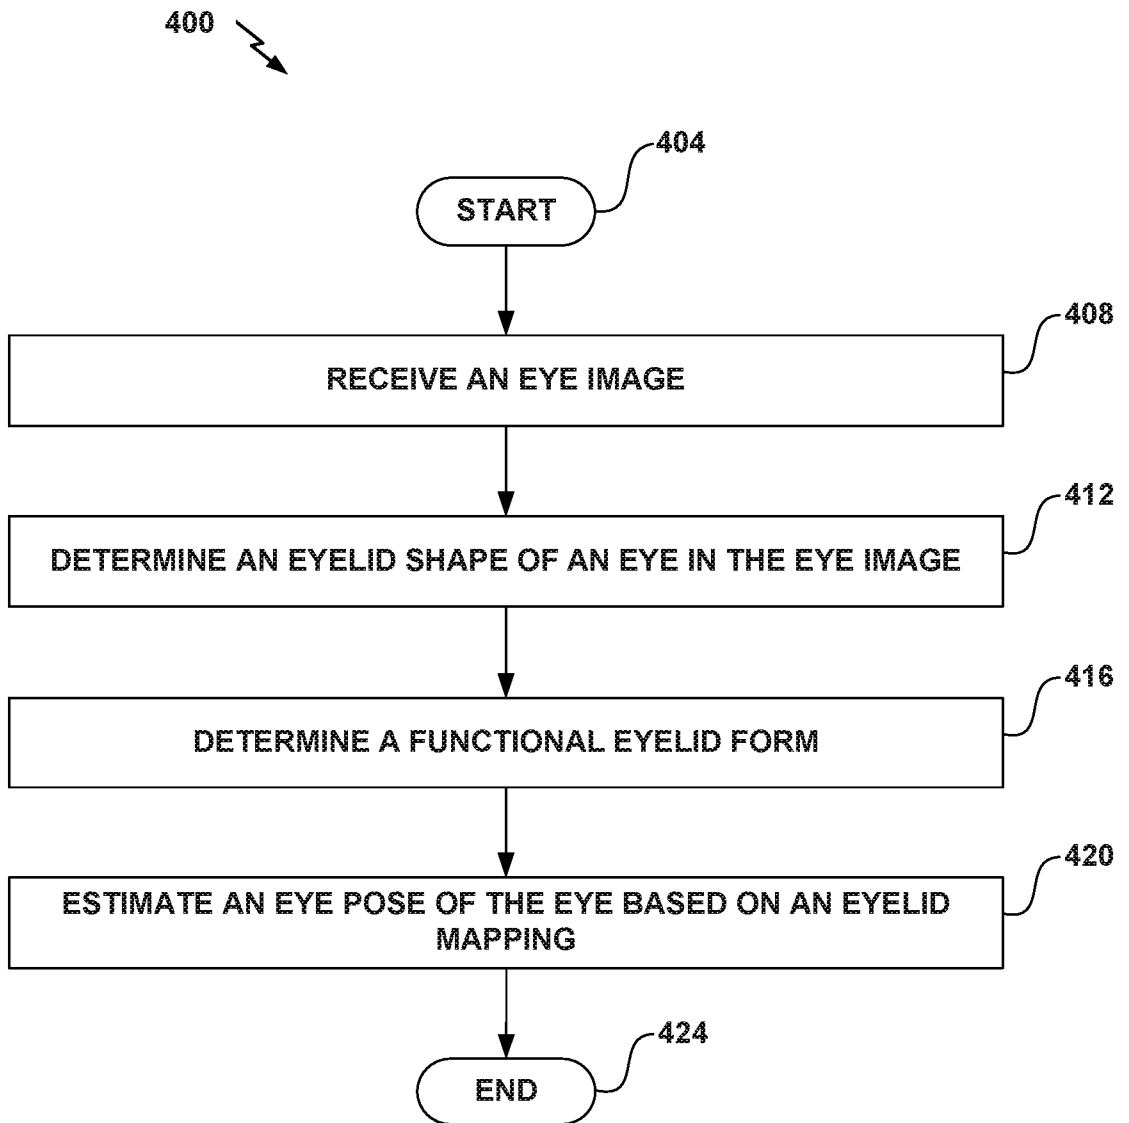 400
404
START
408
RECEIVE AN EYE IMAGE
412
DETERMINE AN EYELID SHAPE OF AN EYE IN THE EYE IMAGE
416
DETERMINE A FUNCTIONAL EYELID FORM
420
ESTIMATE AN EYE POSE OF THE EYE BASED ON AN EYELID
MAPPING
424
END